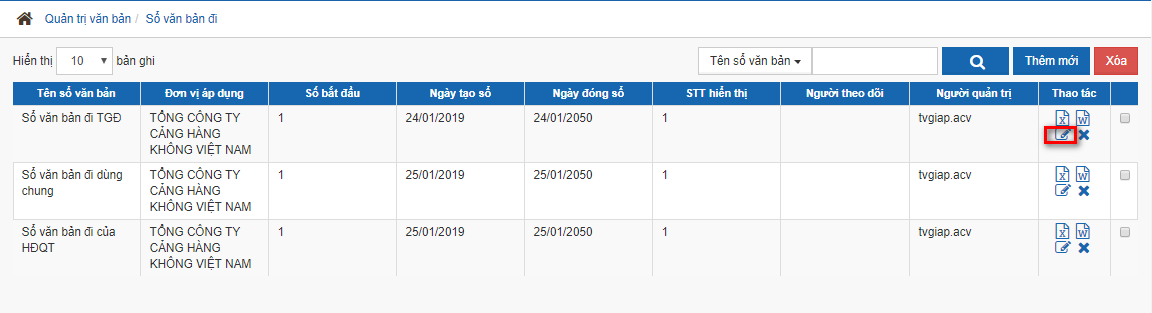 Quản trị văn bản / Sổ văn bản đi
Hiển thị 10 bản ghi Tên sổ văn bản Thêm mới Xóa
Tên sổ văn bản Đơn vị áp dụng Số bắt đầu Ngày tạo sổ Ngày đóng sổ STT hiển thị Người theo dõi Người quản trị Thao tác
Sổ văn bản đi TGĐ TỔNG CÔNG TY 1 24/01/2019 24/01/2050 1 tvgiap.acv
CẢNG HÀNG
KHÔNG VIỆT NAM
Sổ văn bản đi dùng TỔNG CÔNG TY 1 25/01/2019 25/01/2050 1 tvgiap.acv
chung CẢNG HÀNG
KHÔNG VIỆT NAM
Sổ văn bản đi của TỔNG CÔNG TY 1 25/01/2019 25/01/2050 1 tvgiap.acv
HĐQT CẢNG HÀNG
KHÔNG VIỆT NAM